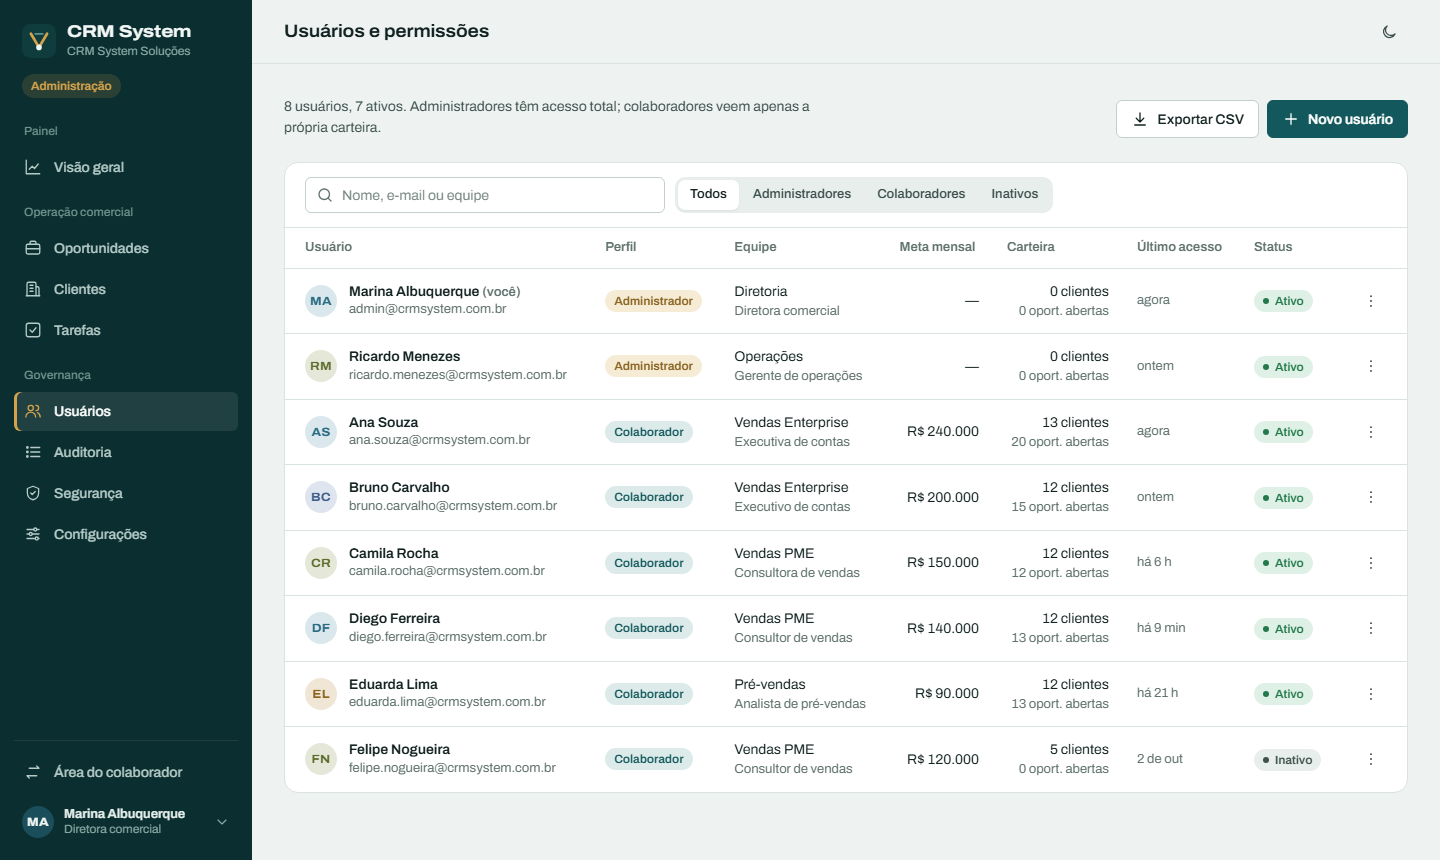 CRM System
CRM System Soluções
Administração
Painel
Visão geral
Operação comercial
Oportunidades
Clientes
Tarefas
Governança
Usuários
Auditoria
Segurança
Configurações
Área do colaborador
MA
Marina Albuquerque
Diretora comercial
Usuários e permissões
8 usuários, 7 ativos. Administradores têm acesso total; colaboradores veem apenas a
própria carteira.
Exportar CSV
Novo usuário
Nome, e-mail ou equipe
Todos Administradores Colaboradores Inativos
Usuário Perfil Equipe Meta mensal Carteira Último acesso Status
MA Marina Albuquerque (você) Administrador Diretoria — 0 clientes agora Ativo
admin@crmsystem.com.br Diretora comercial 0 oport. abertas
RM Ricardo Menezes Administrador Operações — 0 clientes ontem Ativo
ricardo.menezes@crmsystem.com.br Gerente de operações 0 oport. abertas
AS Ana Souza Colaborador Vendas Enterprise R$ 240.000 13 clientes agora Ativo
ana.souza@crmsystem.com.br Executiva de contas 20 oport. abertas
BC Bruno Carvalho Colaborador Vendas Enterprise R$ 200.000 12 clientes ontem Ativo
bruno.carvalho@crmsystem.com.br Executivo de contas 15 oport. abertas
CR Camila Rocha Colaborador Vendas PME R$ 150.000 12 clientes há 6 h Ativo
camila.rocha@crmsystem.com.br Consultora de vendas 12 oport. abertas
DF Diego Ferreira Colaborador Vendas PME R$ 140.000 12 clientes há 9 min Ativo
diego.ferreira@crmsystem.com.br Consultor de vendas 13 oport. abertas
EL Eduarda Lima Colaborador Pré-vendas R$ 90.000 12 clientes há 21 h Ativo
eduarda.lima@crmsystem.com.br Analista de pré-vendas 13 oport. abertas
FN Felipe Nogueira Colaborador Vendas PME R$ 120.000 5 clientes 2 de out Inativo
felipe.nogueira@crmsystem.com.br Consultor de vendas 0 oport. abertas